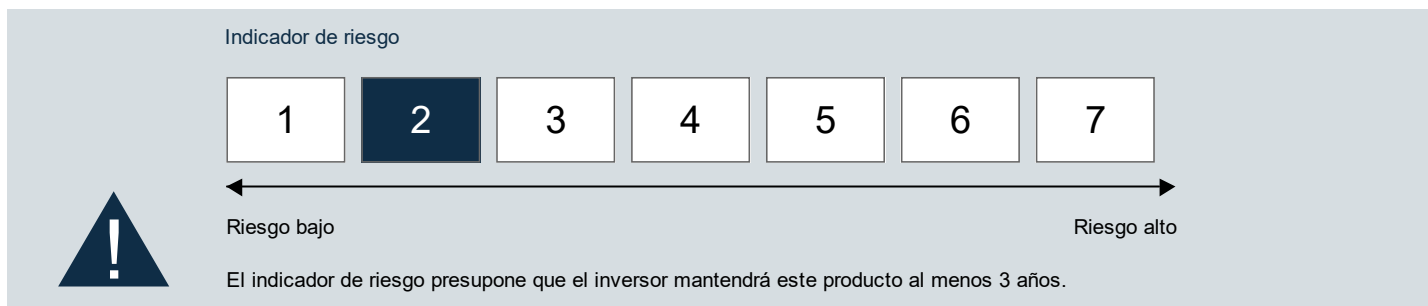 Indicador de riesgo
1 2 3 4 5 6 7
Riesgo bajo Riesgo alto
!
El indicador de riesgo presupone que el inversor mantendrá este producto al menos 3 años.